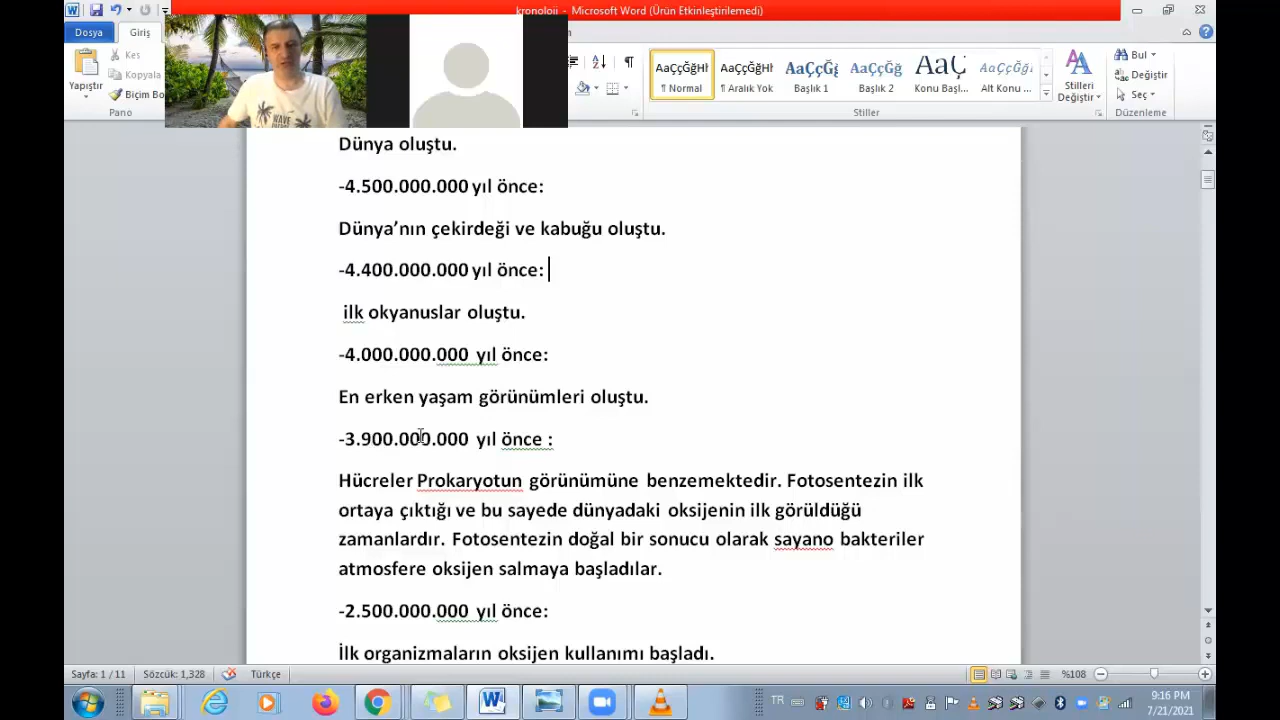 kronoloji - Microsoft Word (Ürün Etkinleştirilemedi)
Dosya
Giriş
Kes
Kopyala
Biçim Bo
Yapıştır
Pano
WAVE
AaÇçĞğHł
AaÇçĞğHł
AaÇçĞğ
AaÇçĞğ
AaÇ
AaÇçĞğı
¶ Normal
¶ Aralık Yok
Başlık 1
Başlık 2
Konu Başl...
Alt Konu ...
Stilleri
Değiştir
Stiller
Bul
Değiştir
Seç
Düzenleme
Dünya oluştu.
-4.500.000.000 yıl önce:
Dünya’nın çekirdeği ve kabuğu oluştu.
-4.400.000.000 yıl önce:
ilk okyanuslar oluştu.
-4.000.000.000 yıl önce:
En erken yaşam görünümleri oluştu.
-3.900.000.000 yıl önce :
Hücreler Prokaryotun görünümüne benzemektedir. Fotosentezin ilk
ortaya çıktığı ve bu sayede dünyadaki oksijenin ilk görüldüğü
zamanlardır. Fotosentezin doğal bir sonucu olarak sayano bakteriler
atmosfere oksijen salmaya başladılar.
-2.500.000.000 yıl önce:
İlk organizmaların oksijen kullanımı başladı.
Sayfa: 1 / 11
Sözcük: 1,328
Türkçe
%108
TR
9:16 PM
7/21/2021